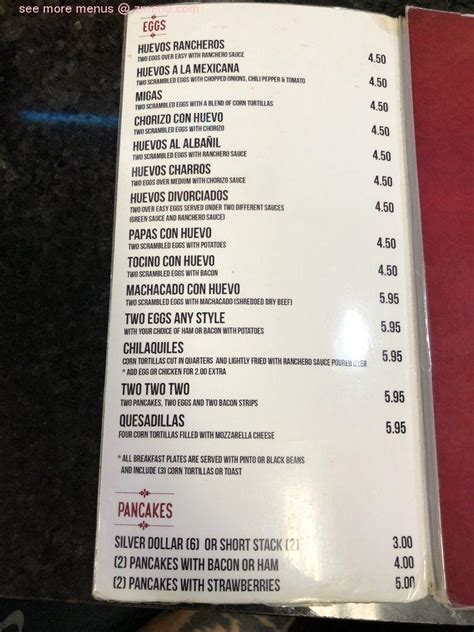 see more menus @ zmenu.com
EGGS
HUEVOS RANCHEROS
TWO EGGS OVER EASY WITH RANCHERO SAUCE 4.50
HUEVOS A LA MEXICANA
TWO SCRAMBLED EGGS WITH CHOPPED ONIONS, CHILI PEPPER & TOMATO 4.50
MIGAS
TWO SCRAMBLED EGGS WITH A BLEND OF CORN TORTILLAS 4.50
CHORIZO CON HUEVO
TWO SCRAMBLED EGGS WITH CHORIZO 4.50
HUEVOS AL ALBAÑIL
TWO SCRAMBLED EGGS WITH RANCHERO SAUCE 4.50
HUEVOS CHARROS
TWO EGGS OVER MEDIUM WITH CHORIZO SAUCE 4.50
HUEVOS DIVORCIADOS
TWO OVER EASY EGGS SERVED UNDER TWO DIFFERENT SAUCES 4.50
(GREEN SAUCE AND RANCHERO SAUCE)
PAPAS CON HUEVO
TWO SCRAMBLED EGGS WITH POTATOES 4.50
TOCINO CON HUEVO
TWO SCRAMBLED EGGS WITH BACON 4.50
MACHACADO CON HUEVO
TWO SCRAMBLED EGGS WITH MACHACADO (SHREDDED DRY BEEF) 5.95
TWO EGGS ANY STYLE
WITH YOUR CHOICE OF HAM OR BACON WITH POTATOES 5.95
CHILAQUILES
CORN TORTILLAS CUT IN QUARTERS AND LIGHTLY FRIED WITH RANCHERO SAUCE POURED OVER 5.95
* ADD EGG OR CHICKEN FOR 2.00 EXTRA
TWO TWO TWO
TWO PANCAKES, TWO EGGS AND TWO BACON STRIPS 5.95
QUESADILLAS
FOUR CORN TORTILLAS FILLED WITH MOZZARELLA CHEESE 5.95
* ALL BREAKFAST PLATES ARE SERVED WITH PINTO OR BLACK BEANS
AND INCLUDE (3) CORN TORTILLAS OR TOAST
PANCAKES
SILVER DOLLAR (6) OR SHORT STACK (2) 3.00
(2) PANCAKES WITH BACON OR HAM 4.00
(2) PANCAKES WITH STRAWBERRIES 5.00